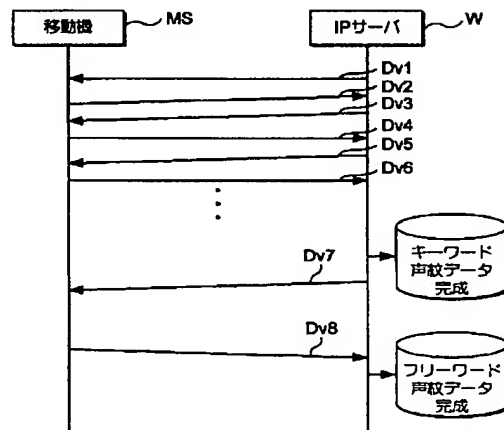 移動機
MS
IPサーバ
W
Dv1
Dv2
Dv3
Dv4
Dv5
Dv6
Dv7
キーワード
声紋データ
完成
Dv8
フリーワード
声紋データ
完成